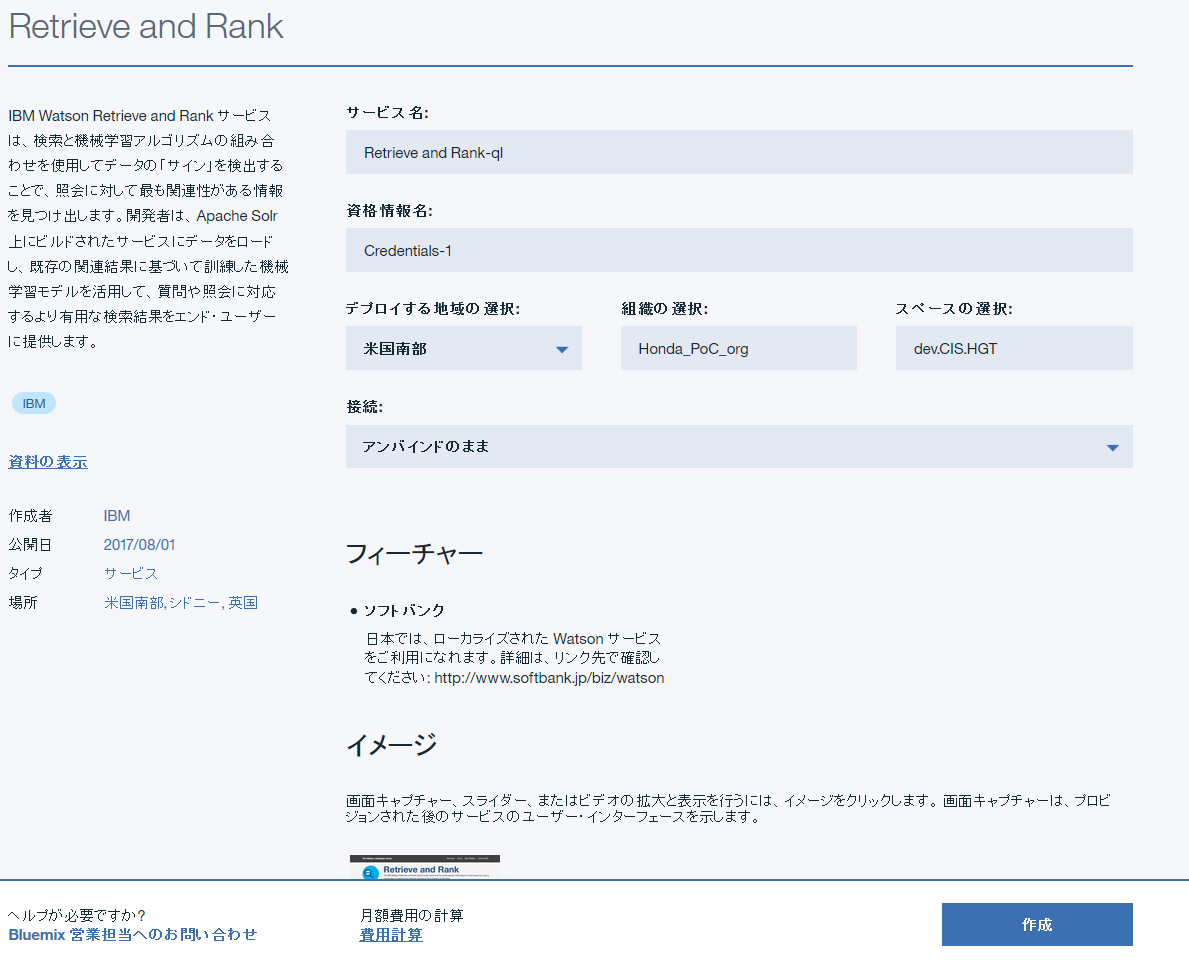 Retrieve and Rank
IBM Watson Retrieve and Rank サービス
は、検索と機械学習アルゴリズムの組み合
わせを使用してデータの「サイン」を検出する
ことで、照会に対して最も関連性がある情報
を見つけ出します。開発者は、Apache Solr
上にビルドされたサービスにデータをロード
し、既存の関連結果に基づいて訓練した機械
学習モデルを活用して、質問や照会に対応
するより有用な検索結果をエンド・ユーザー
に提供します。
IBM
資料の表示
作成者 IBM
公開日 2017/08/01
タイプ サービス
場所 米国南部, シドニー, 英国
サービス名:
Retrieve and Rank-ql
資格情報名:
Credentials-1
デプロイする地域の選択: 組織の選択: スペースの選択:
米国南部 Honda_PoC_org dev.CIS.HGT
接続:
アンバインドのまま
フィーチャー
• ソフトバンク
日本では、ローカライズされた Watson サービス
をご利用になれます。詳細は、リンク先で確認し
てください: http://www.softbank.jp/biz/watson
イメージ
画面キャプチャー、スライダー、またはビデオの拡大と表示を行うには、イメージをクリックします。画面キャプチャーは、プロビ
ジョンされた後のサービスのユーザー・インターフェースを示します。
Retrieve and Rank
ヘルプが必要ですか?
Bluemix 営業担当へのお問い合わせ
月額費用の計算
費用計算
作成